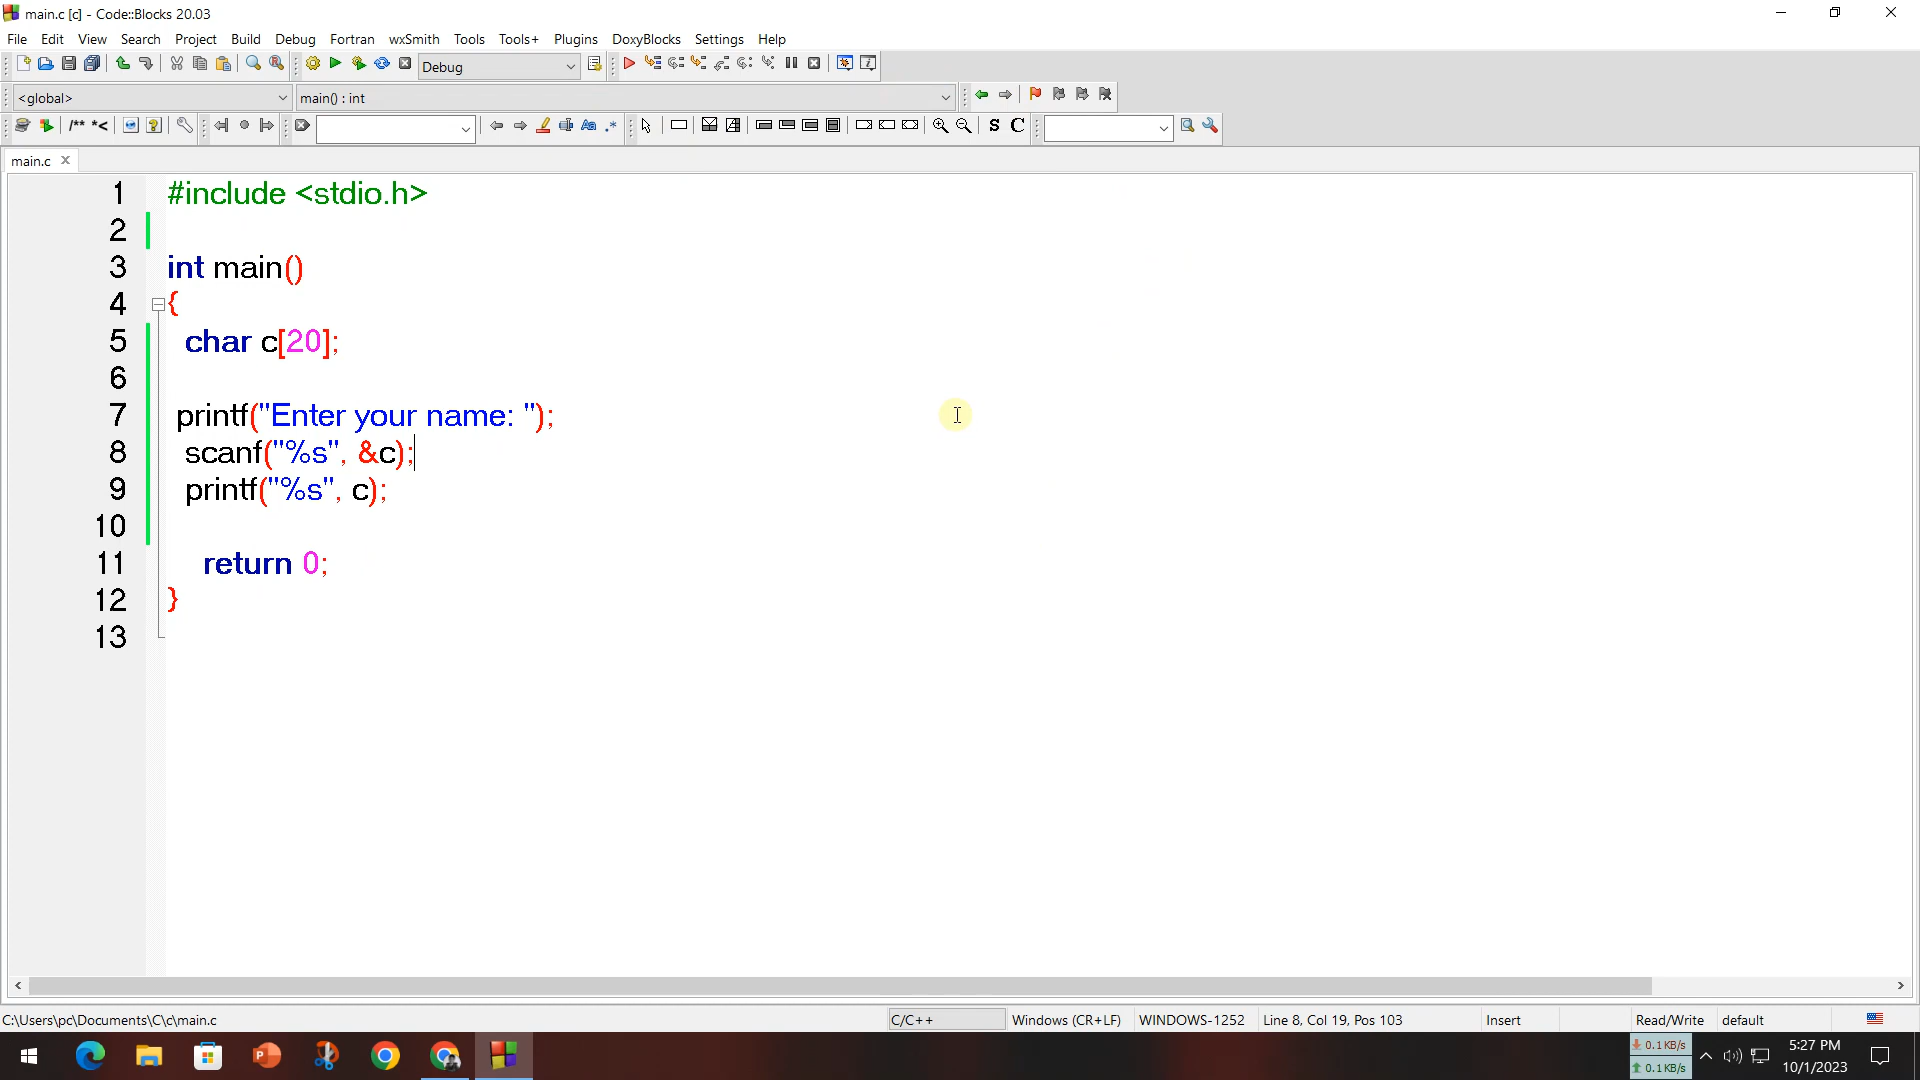 main.c [c] - Code::Blocks 20.03
File Edit View Search Project Build Debug Fortran wxSmith Tools Tools+ Plugins DoxyBlocks Settings Help
Debug
<global> main() : int
/** *< Aa .* S C
main.c
1 #include <stdio.h>
2
3 int main()
4 {
5 char c[20];
6
7 printf("Enter your name: ");
8 scanf("%s", &c);
9 printf("%s", c);
10
11 return 0;
12 }
13
C:\Users\pc\Documents\C\c\main.c C/C++ Windows (CR+LF) WINDOWS-1252 Line 8, Col 19, Pos 103 Insert Read/Write default
0.1 KB/s 5:27 PM
0.1 KB/s 10/1/2023